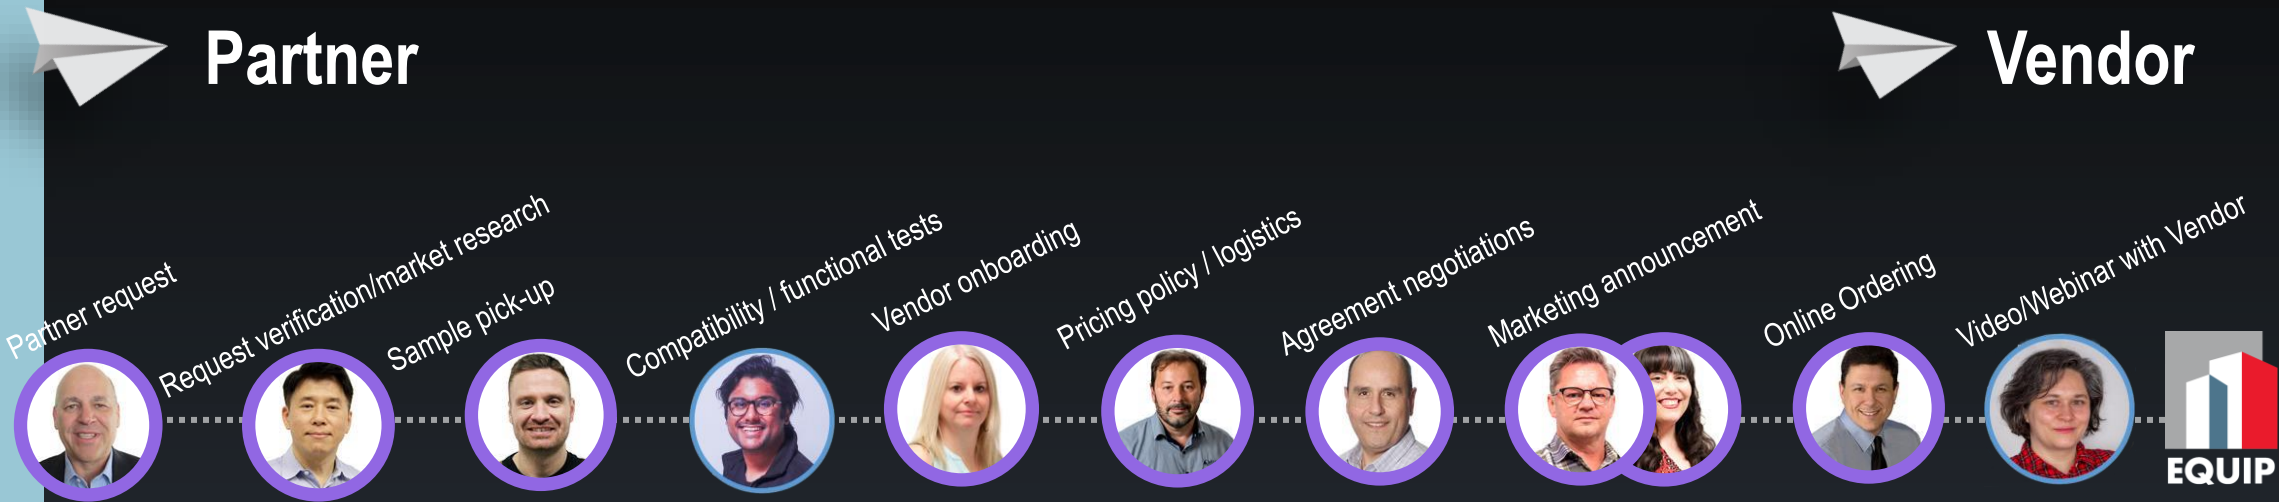 Partner
Vendor
Partner request
Request verification/market research
Sample pick-up
Compatibility / functional tests
Vendor onboarding
Pricing policy / logistics
Agreement negotiations
Marketing announcement
Online Ordering
Video/Webinar with Vendor
EQUIP